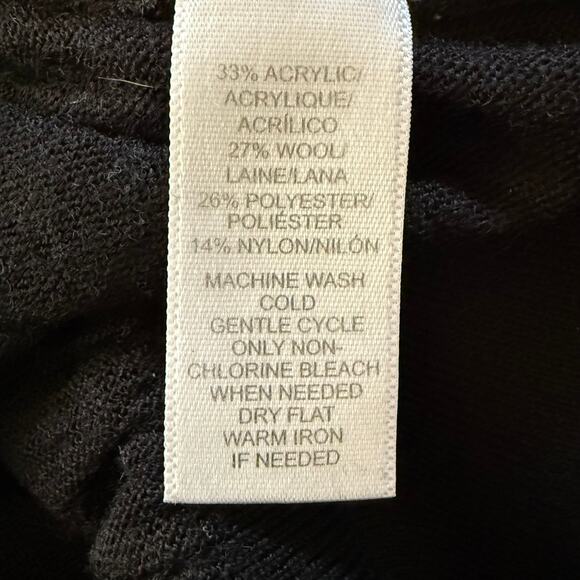 33% ACRYLIC/
ACRYLIQUE/
ACRÍLICO
27% WOOL/
LAINE/LANA
26% POLYESTER/
POLIÉSTER
14% NYLON/NILÓN
MACHINE WASH
COLD
GENTLE CYCLE
ONLY NON-
CHLORINE BLEACH
WHEN NEEDED
DRY FLAT
WARM IRON
IF NEEDED